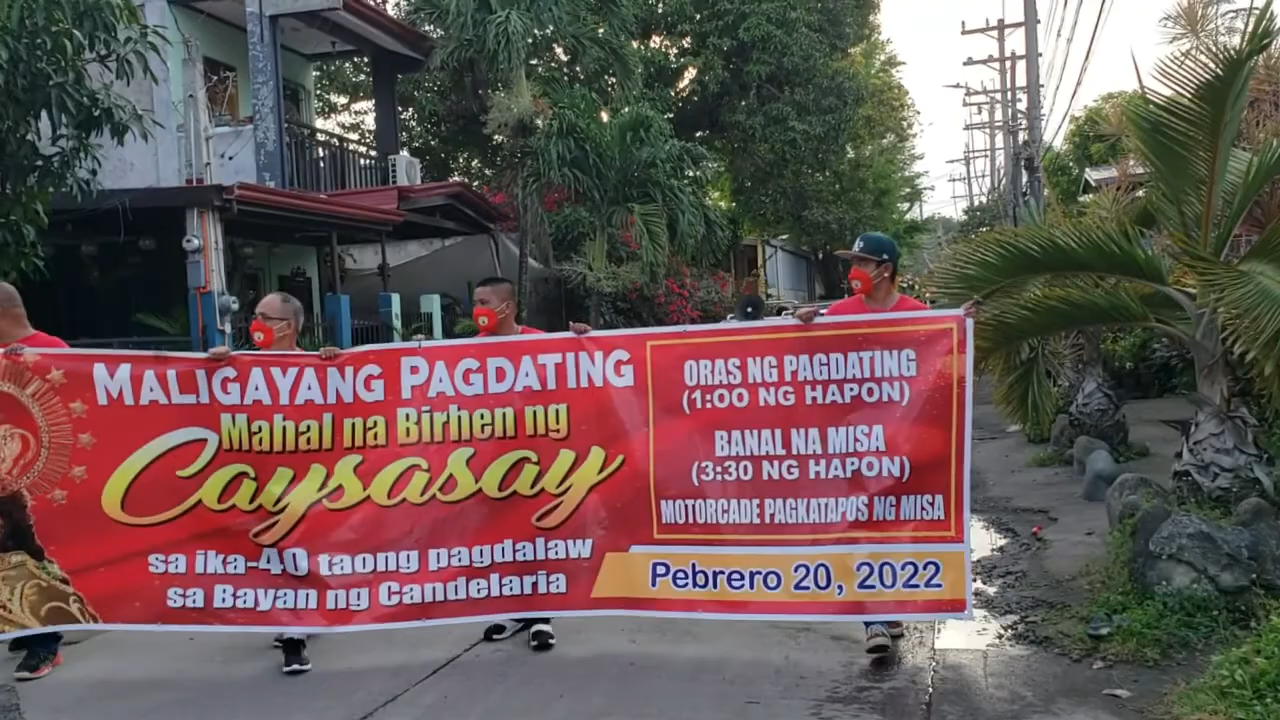 MALIGAYANG PAGDATING
Mahal na Birhen ng
Caysasay
sa ika-40 taong pagdalaw
sa Bayan ng Candelaria
ORAS NG PAGDATING
(1:00 NG HAPON)
BANAL NA MISA
(3:30 NG HAPON)
MOTORCADE PAGKATAPOS NG MISA
Pebrero 20, 2022